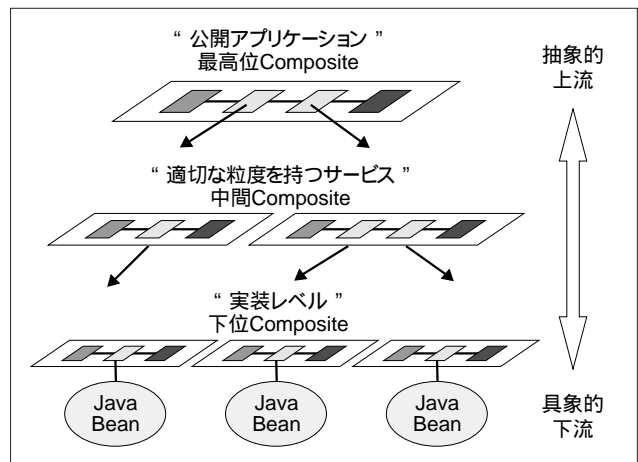 “ 公開アプリケーション ”
最高位Composite
抽象的
上流
“ 適切な粒度を持つサービス ”
中間Composite
“ 実装レベル ”
下位Composite
Java
Bean
Java
Bean
Java
Bean
具象的
下流